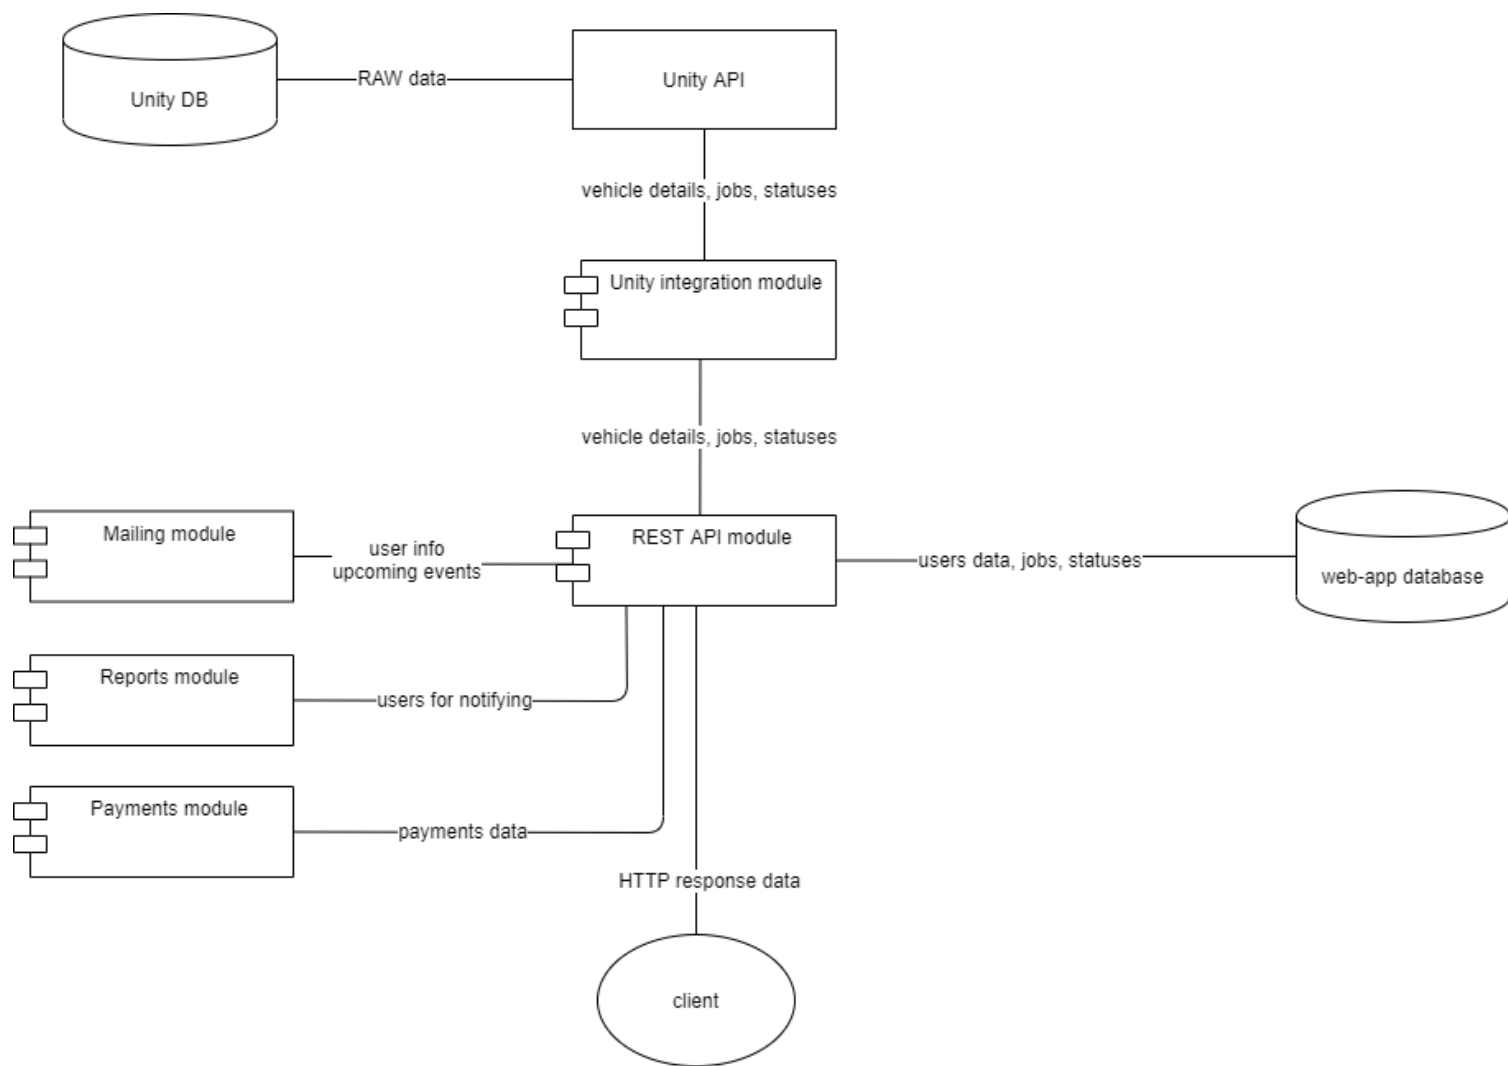 Unity DB
RAW data
Unity API
vehicle details, jobs, statuses
Unity integration module
vehicle details, jobs, statuses
Mailing module
user info
upcoming events
REST API module
users data, jobs, statuses
web-app database
Reports module
users for notifying
Payments module
payments data
HTTP response data
client